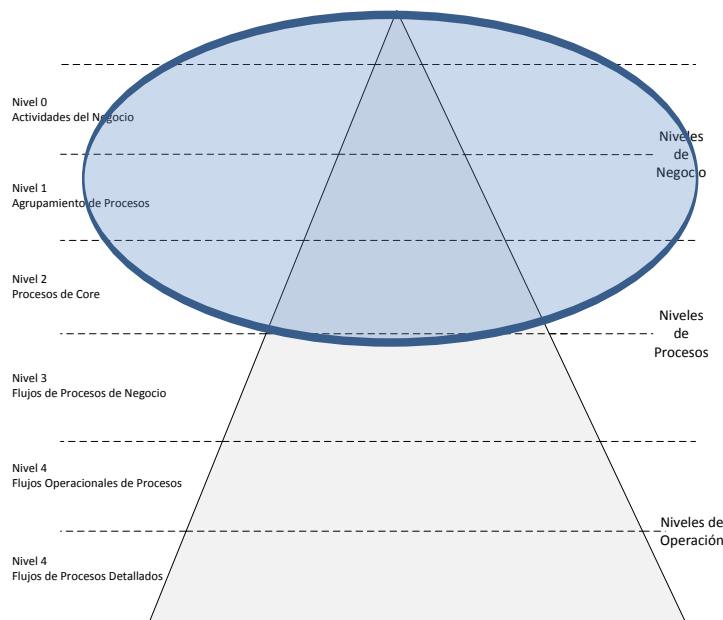 Nivel 0
Actividades del Negocio
Niveles
de
Negocio
Nivel 1
Agrupamiento de Procesos
Nivel 2
Procesos de Core
Niveles
de
Procesos
Nivel 3
Flujos de Procesos de Negocio
Nivel 4
Flujos Operacionales de Procesos
Niveles de
Operación
Nivel 4
Flujos de Procesos Detallados